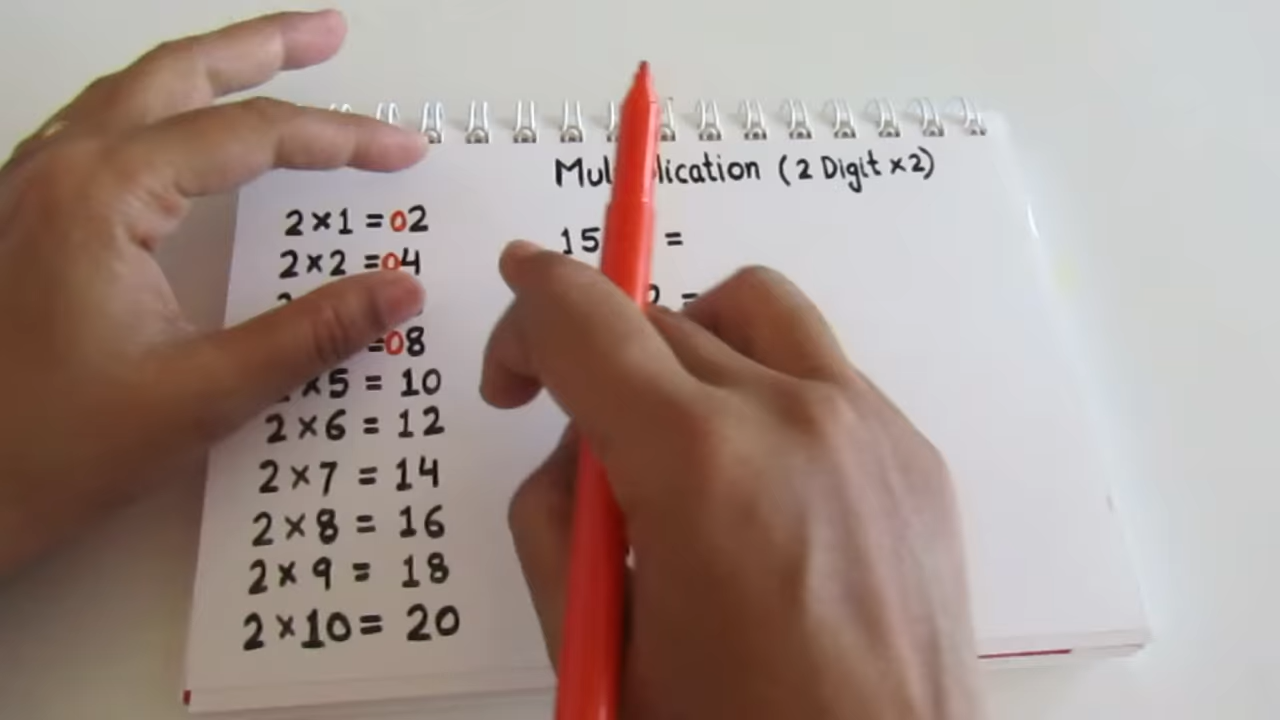 Mul lication (2 Digit x2)
2×1 = 02
2×2 = 04
= 08
×5 = 10
2×6 = 12
2×7 = 14
2×8 = 16
2×9 = 18
2×10 = 20
15 =
2 =